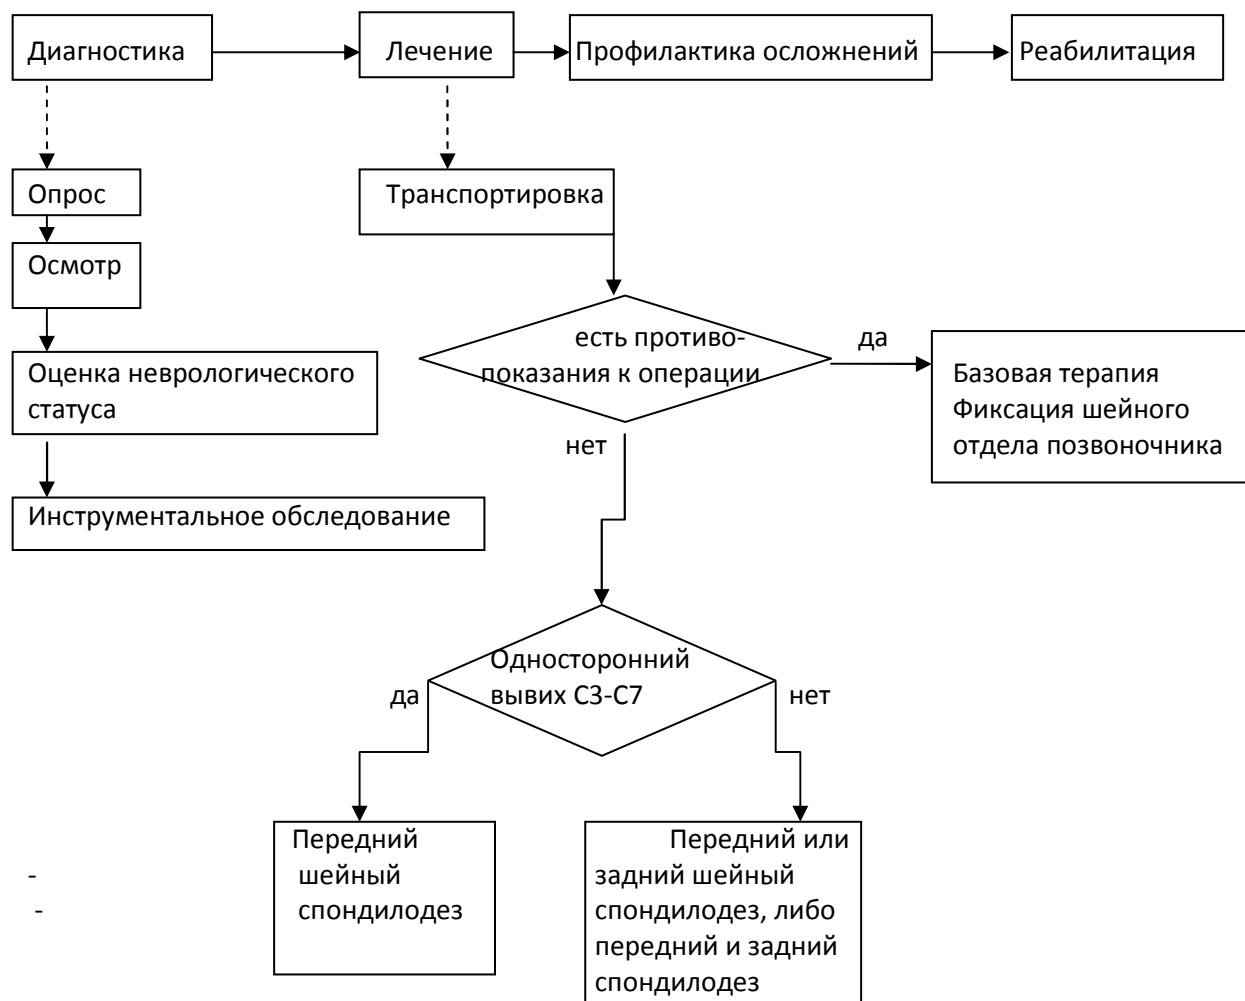 Диагностика
Лечение
Профилактика осложнений
Реабилитация
Опрос
Осмотр
Оценка неврологического
статуса
Инструментальное обследование
Транспортировка
есть противо-
показания к операции
да
нет
Базовая терапия
Фиксация шейного
отдела позвоночника
Односторонний
вывих С3-С7
да
нет
Передний
шейный
спондилодез
Передний или
задний шейный
спондилодез, либо
передний и задний
спондилодез
-
-